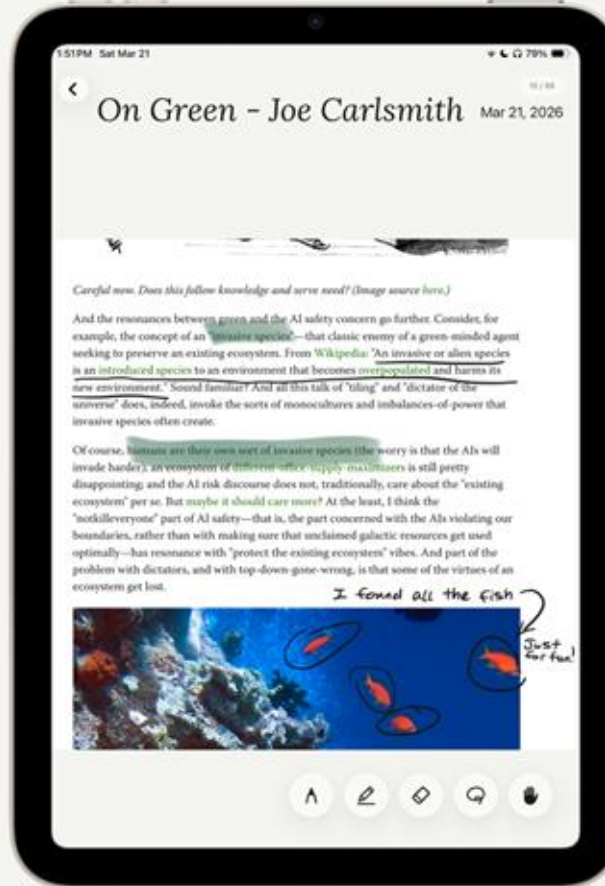 1:51 PM Sat Mar 21
79%
On Green - Joe Carlsmith
Mar 21, 2026
Careful now. Does this follow knowledge and serve need? (Image source here.)
And the resonances between green and the AI safety concern go further. Consider, for
example, the concept of an "invasive species"—that classic enemy of a green-minded agent
seeking to preserve an existing ecosystem. From Wikipedia: "An invasive or alien species
is an introduced species to an environment that becomes overpopulated and harms its
new environment." Sound familiar? And all this talk of "tiling" and "dictator of the
universe" does, indeed, invoke the sorts of monocultures and imbalances-of-power that
invasive species often create.
Of course, humans are their own sort of invasive species (the worry is that the AIs will
invade harder); an ecosystem of different-office-supply-maximizers is still pretty
disappointing; and the AI risk discourse does not, traditionally, care about the "existing
ecosystem" per se. But maybe it should care more? At the least, I think the
"notkilleveryone" part of AI safety—that is, the part concerned with the AIs violating our
boundaries, rather than with making sure that unclaimed galactic resources get used
optimally—has resonance with "protect the existing ecosystem" vibes. And part of the
problem with dictators, and with top-down-gone-wrong, is that some of the virtues of an
ecosystem get lost.
I found all the fish
Just
for fun!